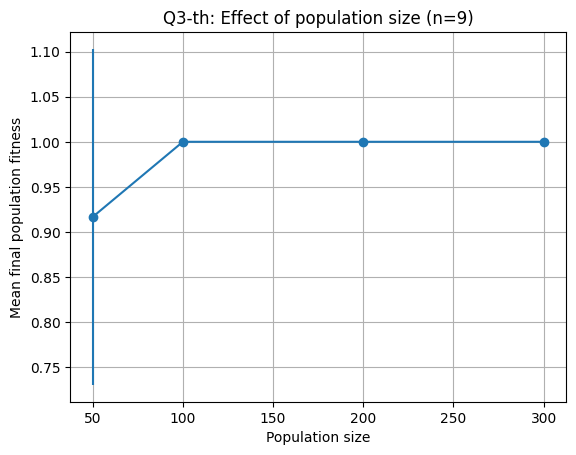 Q3-th: Effect of population size (n=9)
Mean final population fitness
1.10
1.05
1.00
0.95
0.90
0.85
0.80
0.75
50 100 150 200 250 300
Population size